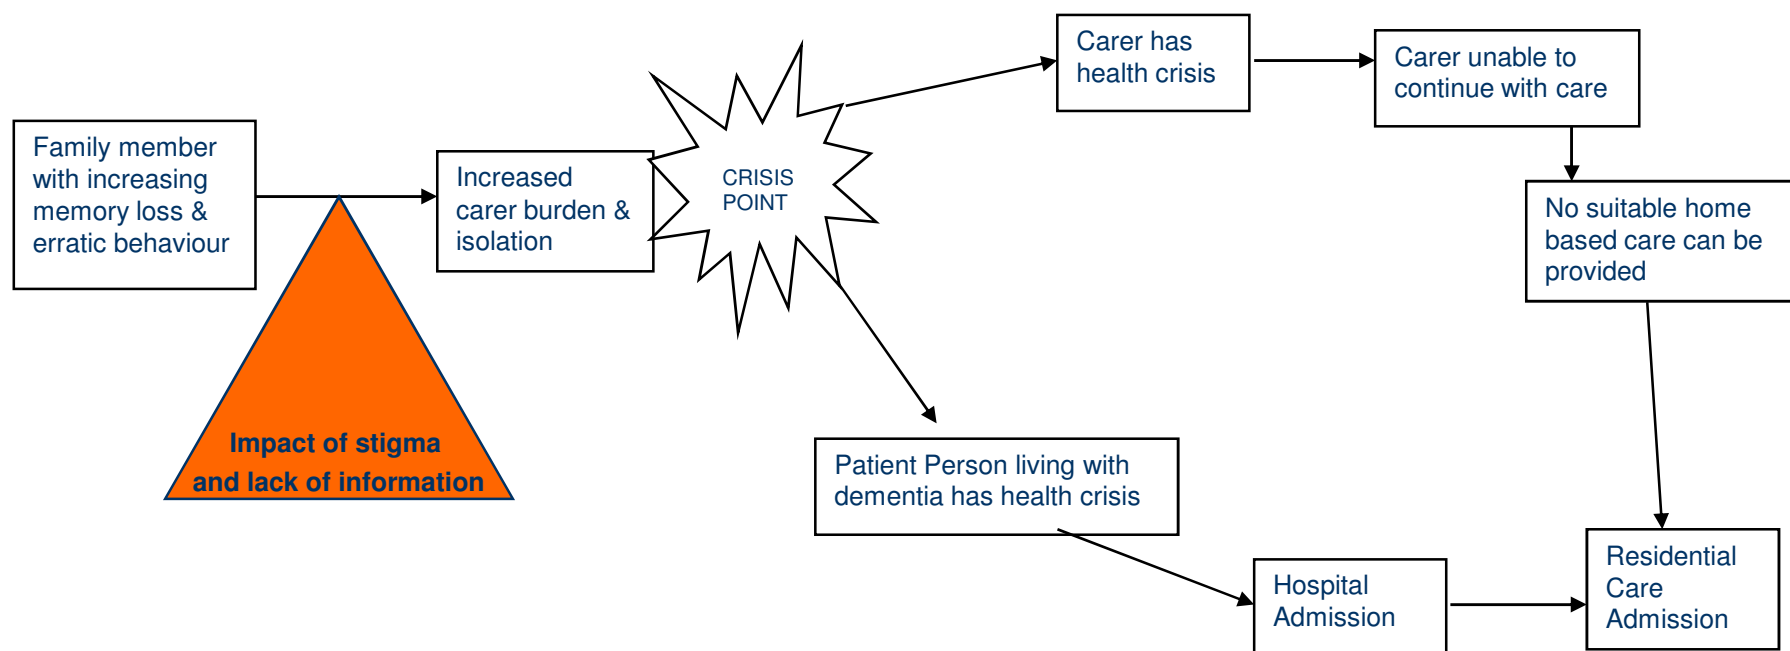 Family member
with increasing
memory loss &
erratic behaviour
Impact of stigma
and lack of information
Increased
carer burden &
isolation
CRISIS
POINT
Carer has
health crisis
Carer unable to
continue with care
No suitable home
based care can be
provided
Patient Person living with
dementia has health crisis
Hospital
Admission
Residential
Care
Admission